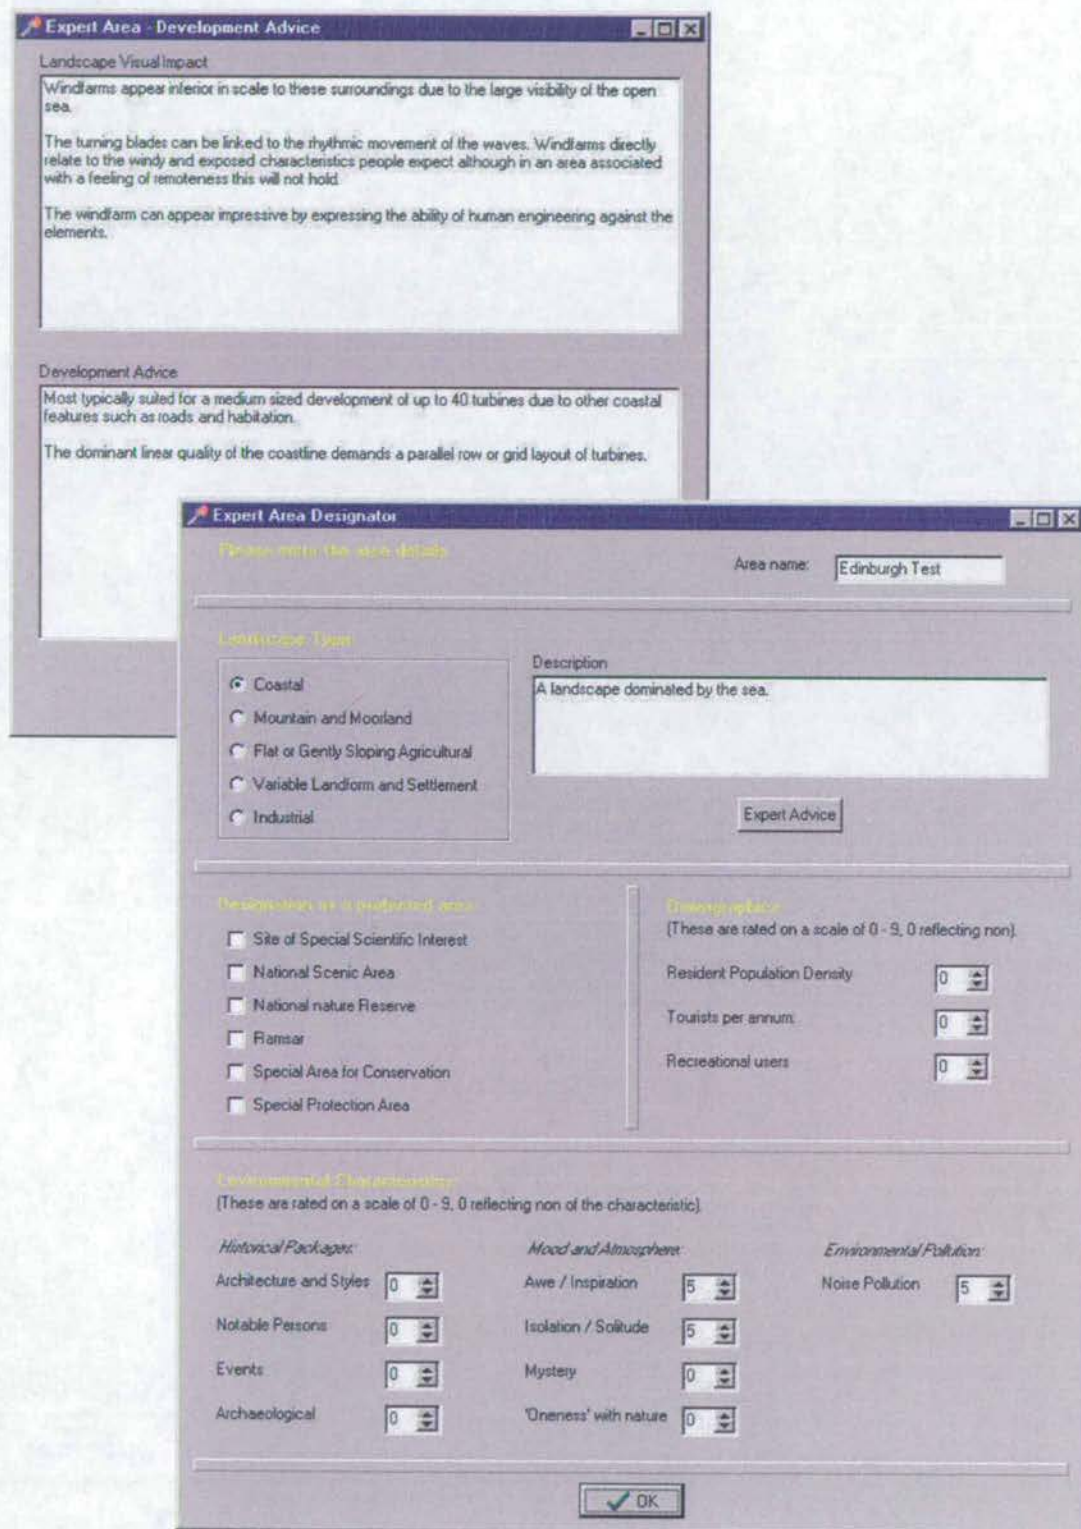 Expert Area - Development Advice
Landscape Visual Impact
Windfarms appear inferior in scale to these surroundings due to the large visibility of the open
sea.
The turning blades can be linked to the rhythmic movement of the waves. Windfarms directly
relate to the windy and exposed characteristics people expect although in an area associated
with a feeling of remoteness this will not hold.
The windfarm can appear impressive by expressing the ability of human engineering against the
elements.
Development Advice
Most typically suited for a medium sized development of up to 40 turbines due to other coastal
features such as roads and habitation.
The dominant linear quality of the coastline demands a parallel row or grid layout of turbines.
Expert Area Designator
Please enter the area details
Area name: Edinburgh Test
Landscape Type:
Description
Coastal
A landscape dominated by the sea.
Mountain and Moorland
Flat or Gently Sloping Agricultural
Variable Landform and Settlement
Industrial
Expert Advice
Designation as a protected area:
Demographics:
(These are rated on a scale of 0 - 9, 0 reflecting non).
Site of Special Scientific Interest
National Scenic Area
National nature Reserve
Ramsar
Special Area for Conservation
Special Protection Area
Resident Population Density 0
Tourists per annum: 0
Recreational users 0
Environmental Characteristics:
(These are rated on a scale of 0 - 9, 0 reflecting non of the characteristic).
Historical Packages:
Architecture and Styles 0
Notable Persons 0
Events 0
Archaeological 0
Mood and Atmosphere:
Awe / Inspiration 5
Isolation / Solitude 5
Mystery 0
'Oneness' with nature 0
Environmental Pollution:
Noise Pollution 5
OK